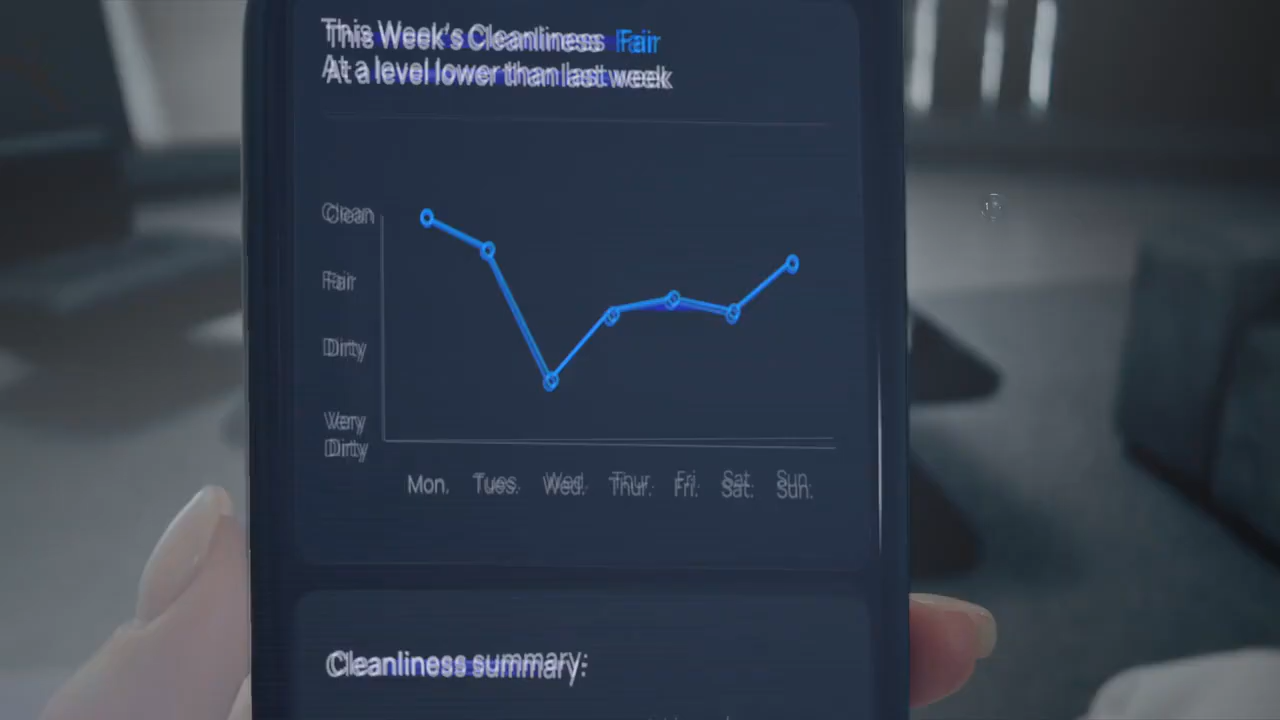 This Week's Cleanliness Fair
At a level lower than last week
Clean
Fair
Dirty
Very
Dirty
Mon. Tues. Wed. Thur. Fri. Sat. Sun.
Cleanliness summary: